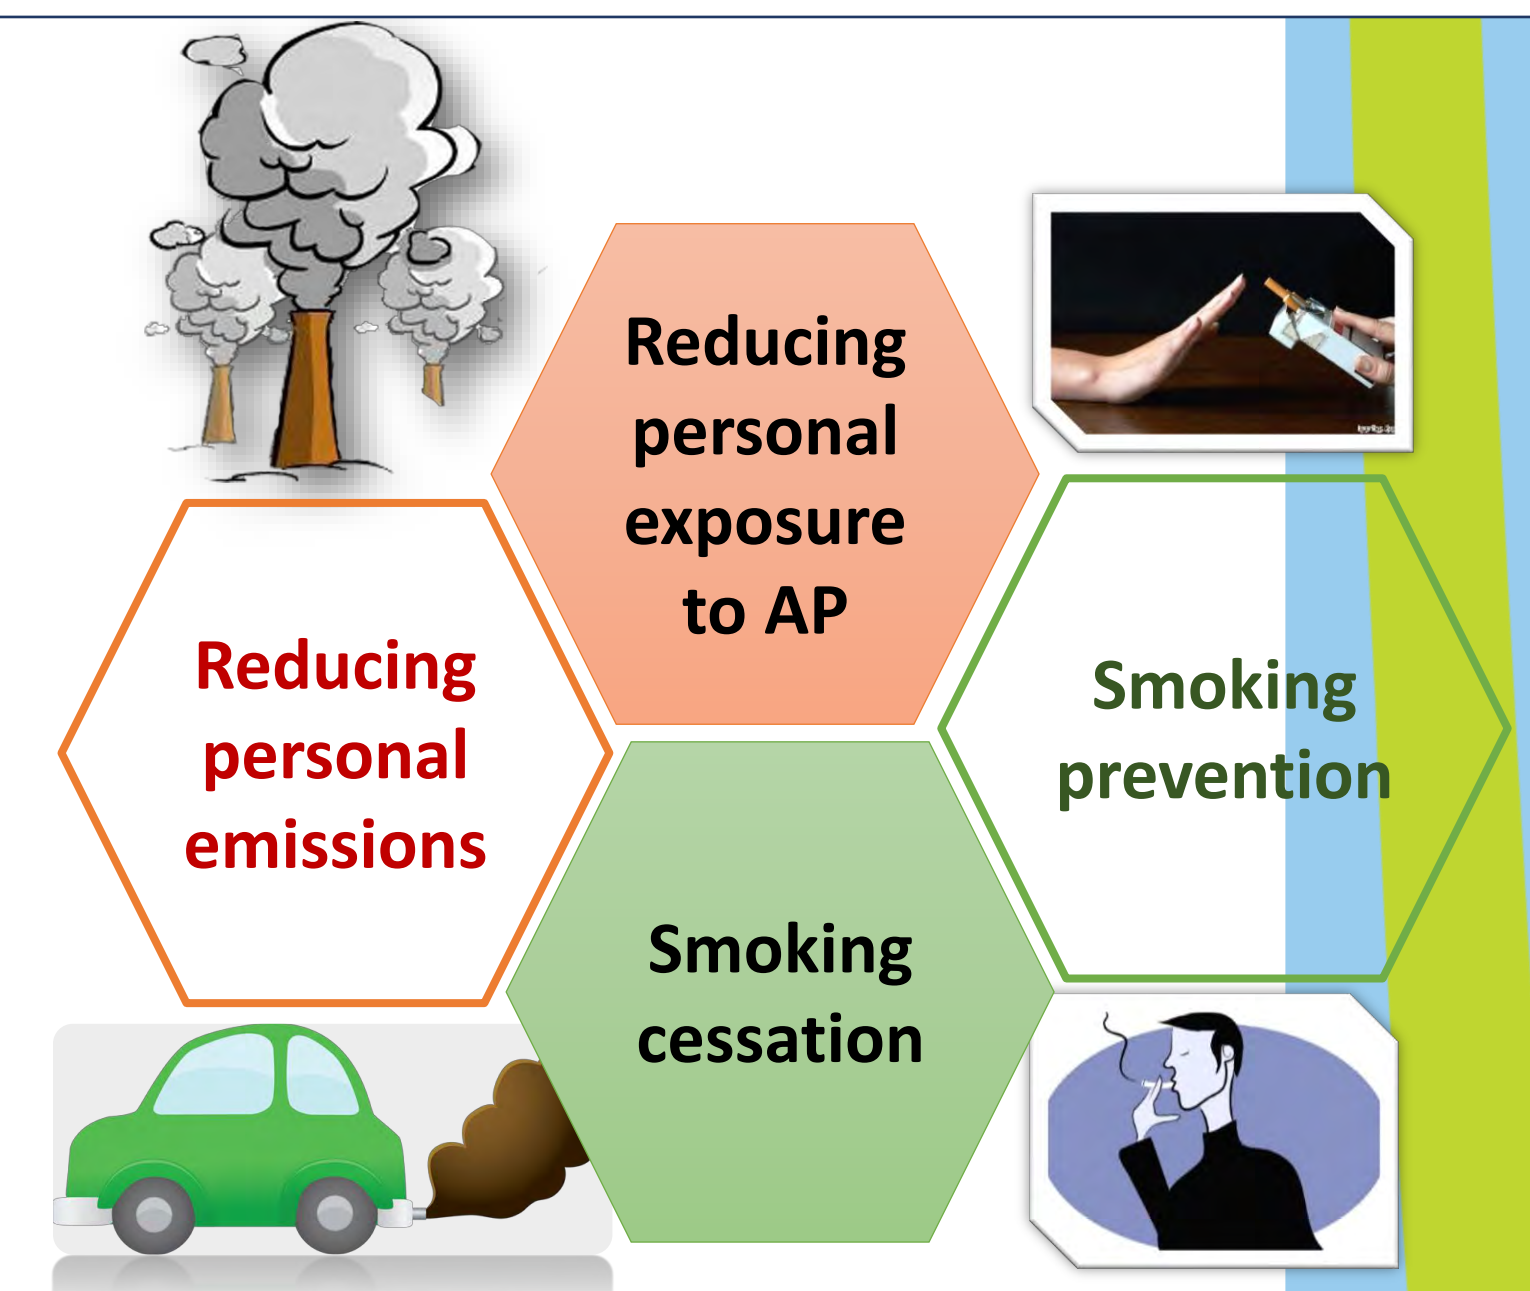 Reducing
personal
exposure
to AP
Reducing
personal
emissions
Smoking
prevention
Smoking
cessation